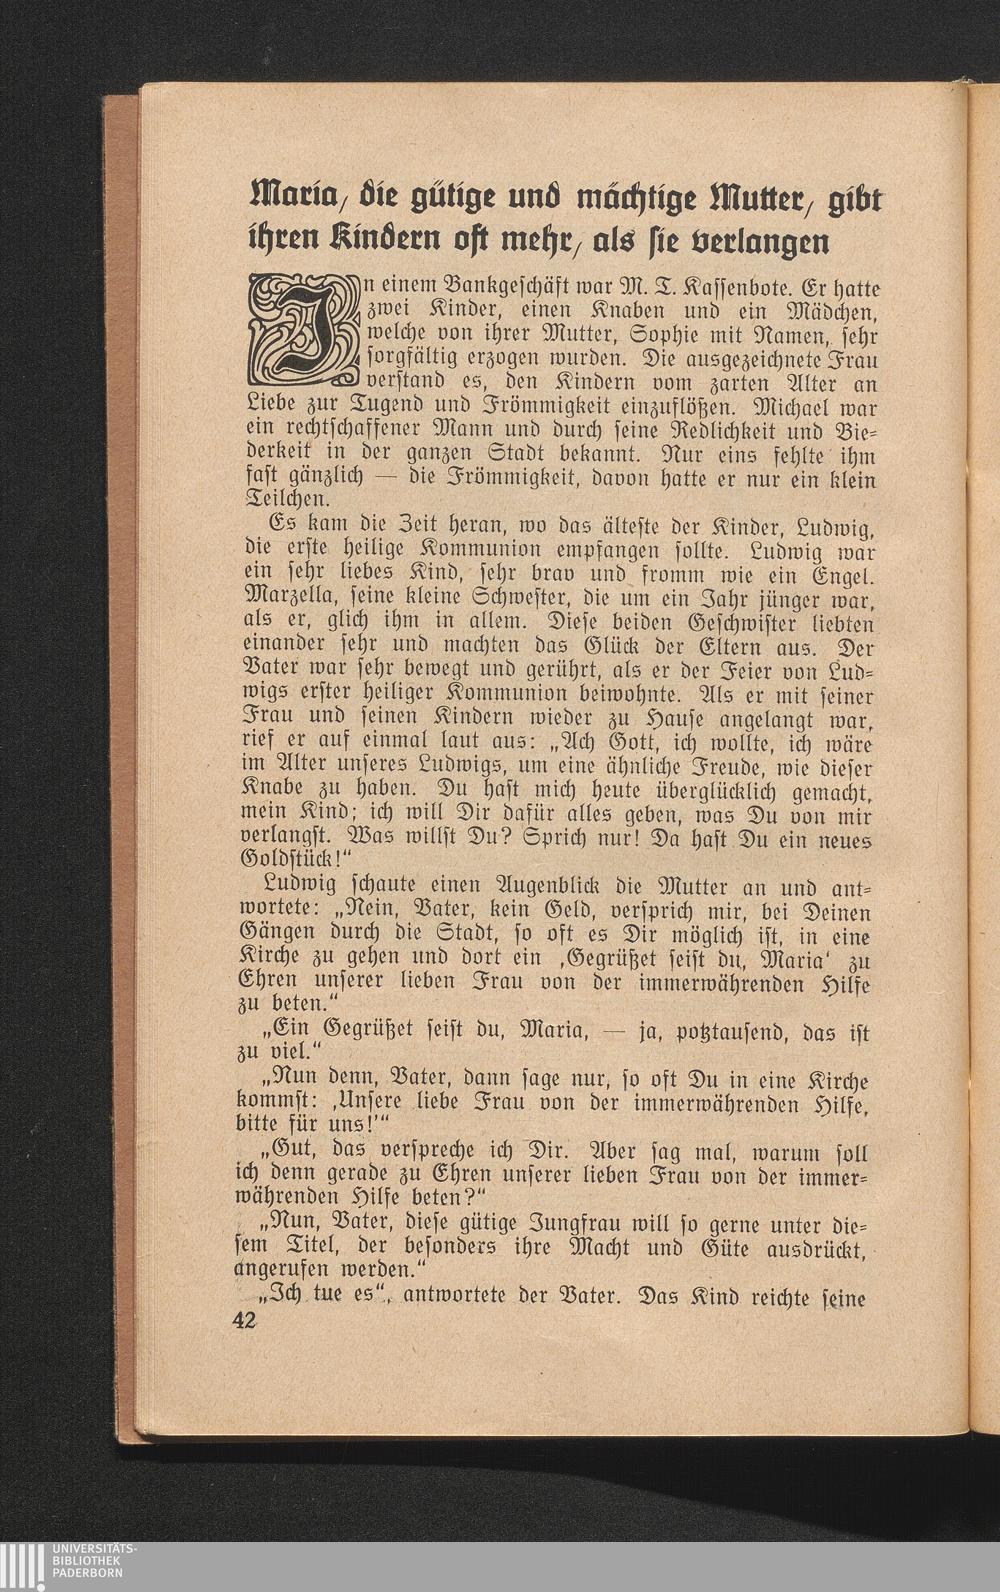 Maria, die gütige und mächtige Mutter, gibt
ihren Kindern oft mehr, als sie verlangen
In einem Bankgeschäft war M. T. Kassenbote. Er hatte
zwei Kinder, einen Knaben und ein Mädchen,
welche von ihrer Mutter, Sophie mit Namen, sehr
sorgfältig erzogen wurden. Die ausgezeichnete Frau
verstand es, den Kindern vom zarten Alter an
Liebe zur Tugend und Frömmigkeit einzuflößen. Michael war
ein rechtschaffener Mann und durch seine Redlichkeit und Bie-
derkeit in der ganzen Stadt bekannt. Nur eins fehlte ihm
fast gänzlich — die Frömmigkeit, davon hatte er nur ein klein
Teilchen.
Es kam die Zeit heran, wo das älteste der Kinder, Ludwig,
die erste heilige Kommunion empfangen sollte. Ludwig war
ein sehr liebes Kind, sehr brav und fromm wie ein Engel.
Marzella, seine kleine Schwester, die um ein Jahr jünger war,
als er, glich ihm in allem. Diese beiden Geschwister liebten
einander sehr und machten das Glück der Eltern aus. Der
Vater war sehr bewegt und gerührt, als er der Feier von Lud-
wigs erster heiliger Kommunion beiwohnte. Als er mit seiner
Frau und seinen Kindern wieder zu Hause angelangt war,
rief er auf einmal laut aus: „Ach Gott, ich wollte, ich wäre
im Alter unseres Ludwigs, um eine ähnliche Freude, wie dieser
Knabe zu haben. Du hast mich heute überglücklich gemacht,
mein Kind; ich will Dir dafür alles geben, was Du von mir
verlangst. Was willst Du? Sprich nur! Da hast Du ein neues
Goldstück!“
Ludwig schaute einen Augenblick die Mutter an und ant-
wortete: „Nein, Vater, kein Geld, versprich mir, bei Deinen
Gängen durch die Stadt, so oft es Dir möglich ist, in eine
Kirche zu gehen und dort ein ‚Gegrüßet seist du, Maria‘ zu
Ehren unserer lieben Frau von der immerwährenden Hilfe
zu beten.“
„Ein Gegrüßet seist du, Maria, — ja, potztausend, das ist
zu viel.“
„Nun denn, Vater, dann sage nur, so oft Du in eine Kirche
kommst: ‚Unsere liebe Frau von der immerwährenden Hilfe,
bitte für uns!‘“
„Gut, das verspreche ich Dir. Aber sag mal, warum soll
ich denn gerade zu Ehren unserer lieben Frau von der immer-
währenden Hilfe beten?“
„Nun, Vater, diese gütige Jungfrau will so gerne unter die-
sem Titel, der besonders ihre Macht und Güte ausdrückt,
angerufen werden.“
„Ich tue es“, antwortete der Vater. Das Kind reichte seine
42
UNIVERSITÄTS-
BIBLIOTHEK
PADERBORN